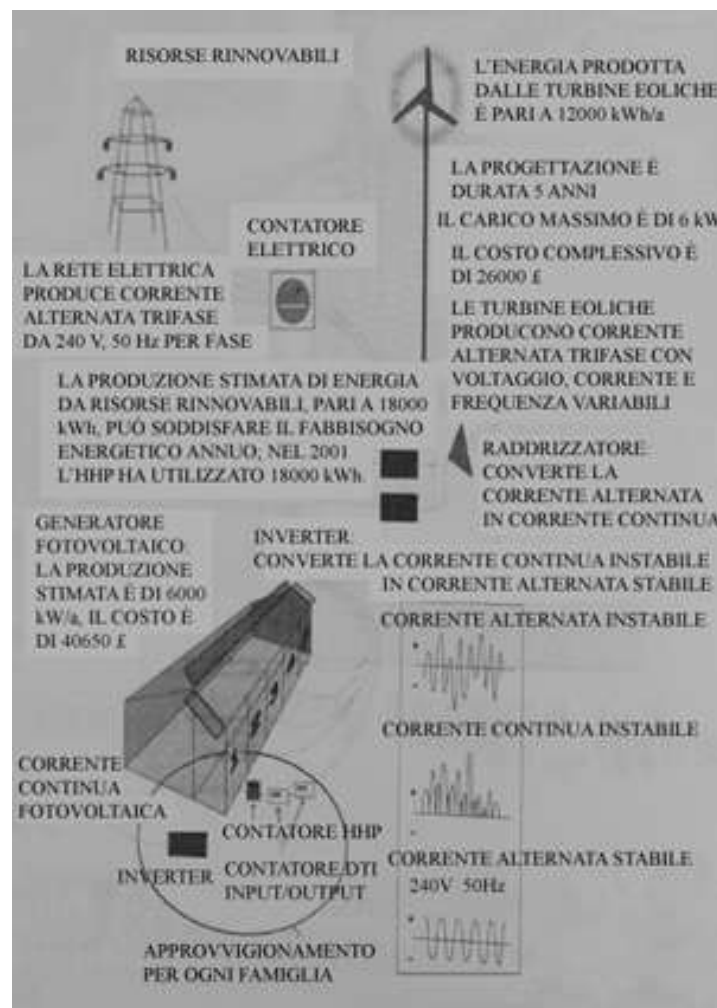 RISORSE RINNOVABILI
L'ENERGIA PRODOTTA
DALLE TURBINE EOLICHE
È PARI A 12000 kWh/a
LA PROGETTAZIONE È
DURATA 5 ANNI
IL CARICO MASSIMO È DI 6 kW
IL COSTO COMPLESSIVO È
DI 26000 £
CONTATORE
ELETTRICO
LA RETE ELETTRICA
PRODUCE CORRENTE
ALTERNATA TRIFASE
DA 240 V, 50 Hz PER FASE
LE TURBINE EOLICHE
PRODUCONO CORRENTE
ALTERNATA TRIFASE CON
VOLTAGGIO, CORRENTE E
FREQUENZA VARIABILI
LA PRODUZIONE STIMATA DI ENERGIA
DA RISORSE RINNOVABILI, PARI A 18000
kWh, PUÒ SODDISFARE IL FABBISOGNO
ENERGETICO ANNUO; NEL 2001
L'HHP HA UTILIZZATO 18000 kWh.
RADDRIZZATORE:
CONVERTE LA
CORRENTE ALTERNATA
IN CORRENTE CONTINUA
GENERATORE
FOTOVOLTAICO:
LA PRODUZIONE
STIMATA È DI 6000
kW/a, IL COSTO È
DI 40650 £
INVERTER:
CONVERTE LA CORRENTE CONTINUA INSTABILE
IN CORRENTE ALTERNATA STABILE
CORRENTE ALTERNATA INSTABILE
CORRENTE CONTINUA INSTABILE
CORRENTE
CONTINUA
FOTOVOLTAICA
CONTATORE HHP
INVERTER
CONTATORE DTI
INPUT/OUTPUT
CORRENTE ALTERNATA STABILE
240V 50Hz
APPROVVIGIONAMENTO
PER OGNI FAMIGLIA